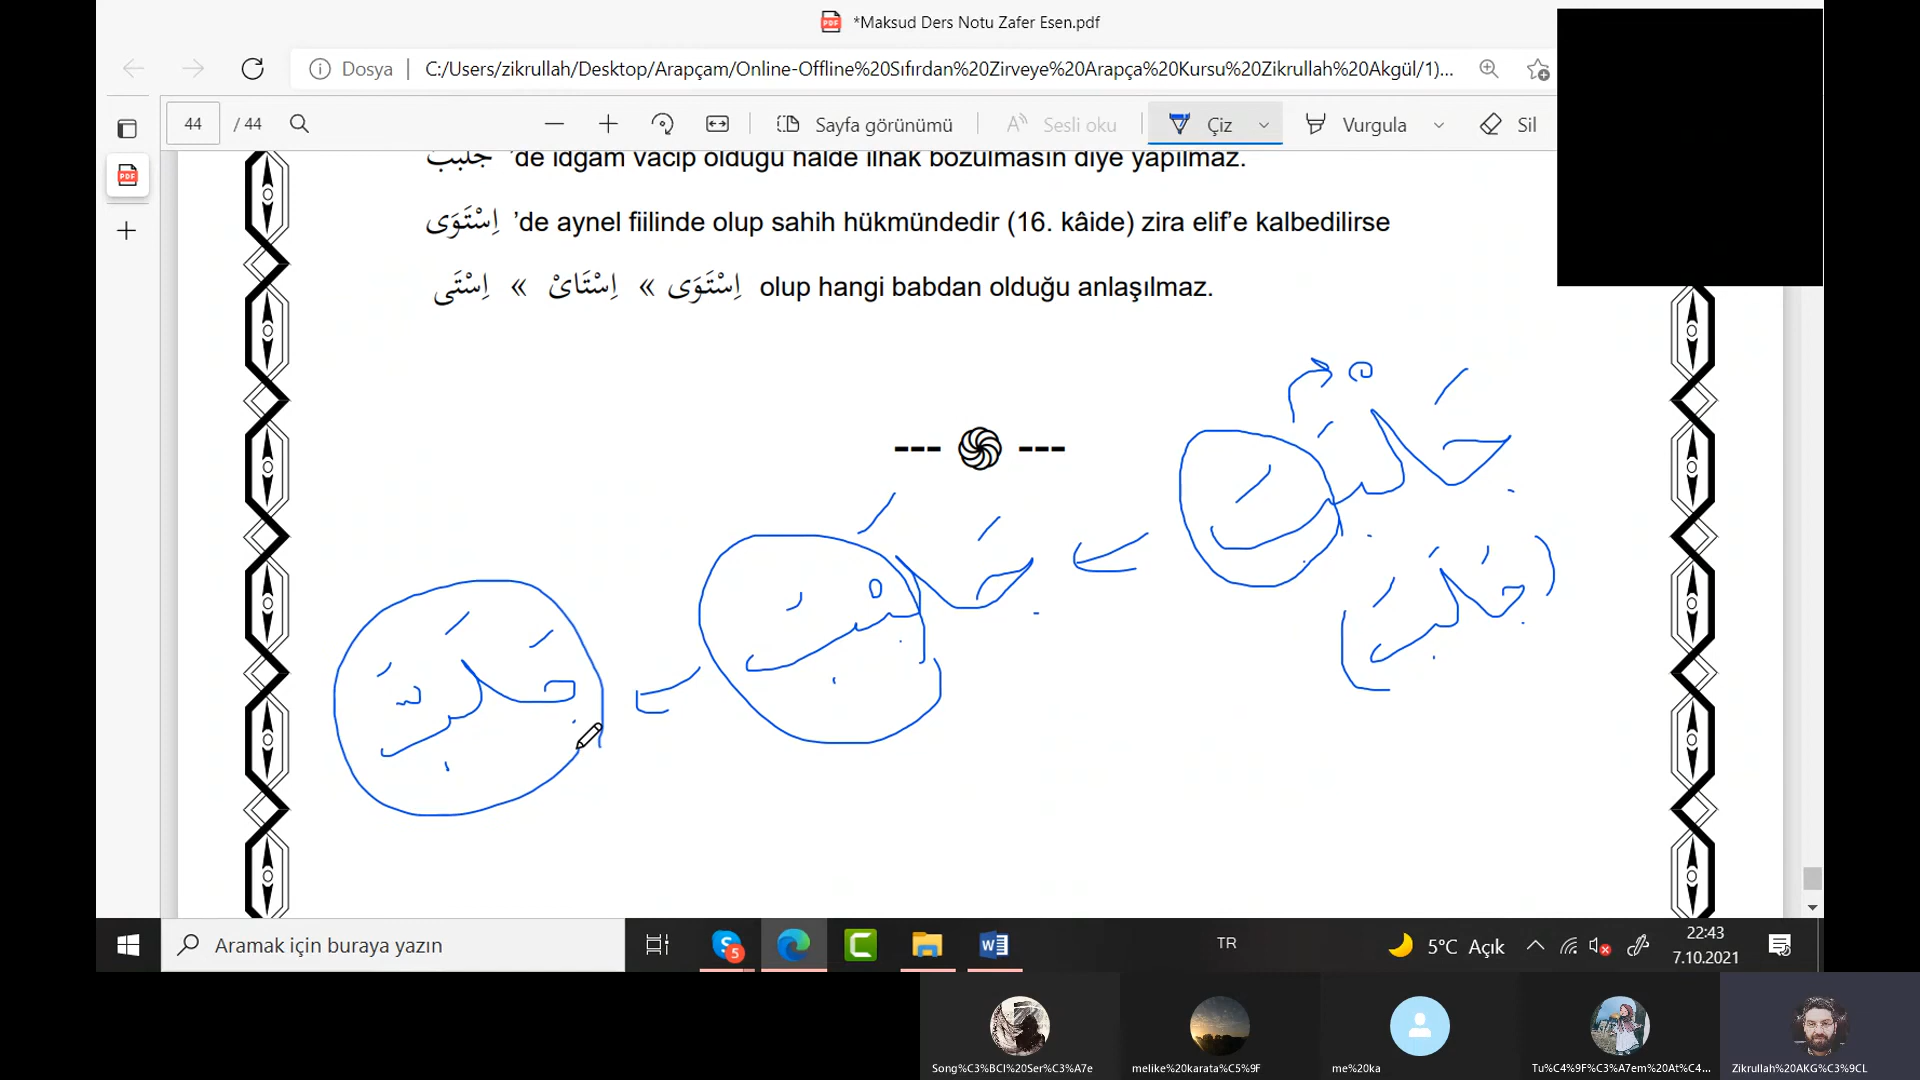 *Maksud Ders Notu Zafer Esen.pdf
Dosya | C:/Users/zikrullah/Desktop/Arapçam/Online-Offline%20Sıfırdan%20Zirveye%20Arapça%20Kursu%20Zikrullah%20Akgül/1)...
44 / 44 Sayfa görünümü Sesli oku Çiz Vurgula Sil
جَلْبَبَ ’de idgam vacip olduğu halde ilhak bozulmasın diye yapılmaz.
اِسْتَوَى ’de aynel fiilinde olup sahih hükmündedir (16. kâide) zira elif’e kalbedilirse
اِسْتَى » اِسْتَاىْ » اِسْتَوَى olup hangi babdan olduğu anlaşılmaz.
--- ---
جَلْبَبَ
(جَلَبَبَ)
جَلَبْبَ
جَلَبَّ
Aramak için buraya yazın
5
TR
5°C Açık
22:43
7.10.2021
Song%C3%BCl%20Ser%C3%A7e melike%20karata%C5%9F me%20ka Tu%C4%9F%C3%A7em%20At%C4... Zikrullah%20AKG%C3%9CL